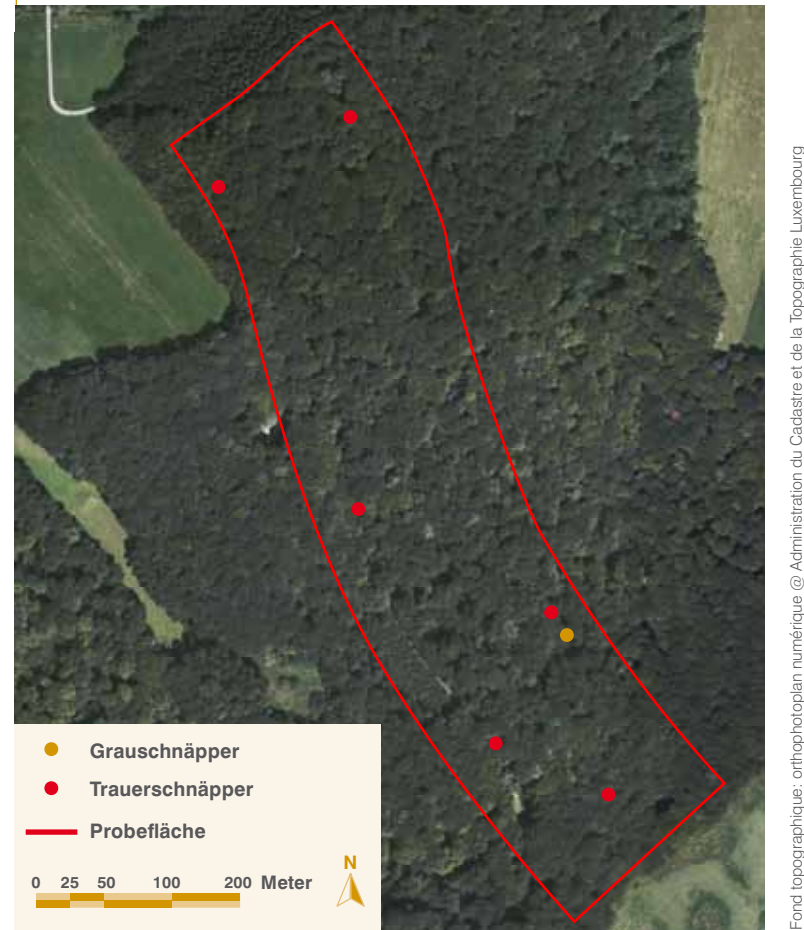 Grauschnäpper
Trauerschnäpper
Probefläche
0 25 50 100 200 Meter
N
Fond topographique: orthophotoplan numérique @ Administration du Cadastre et de la Topographie Luxembourg